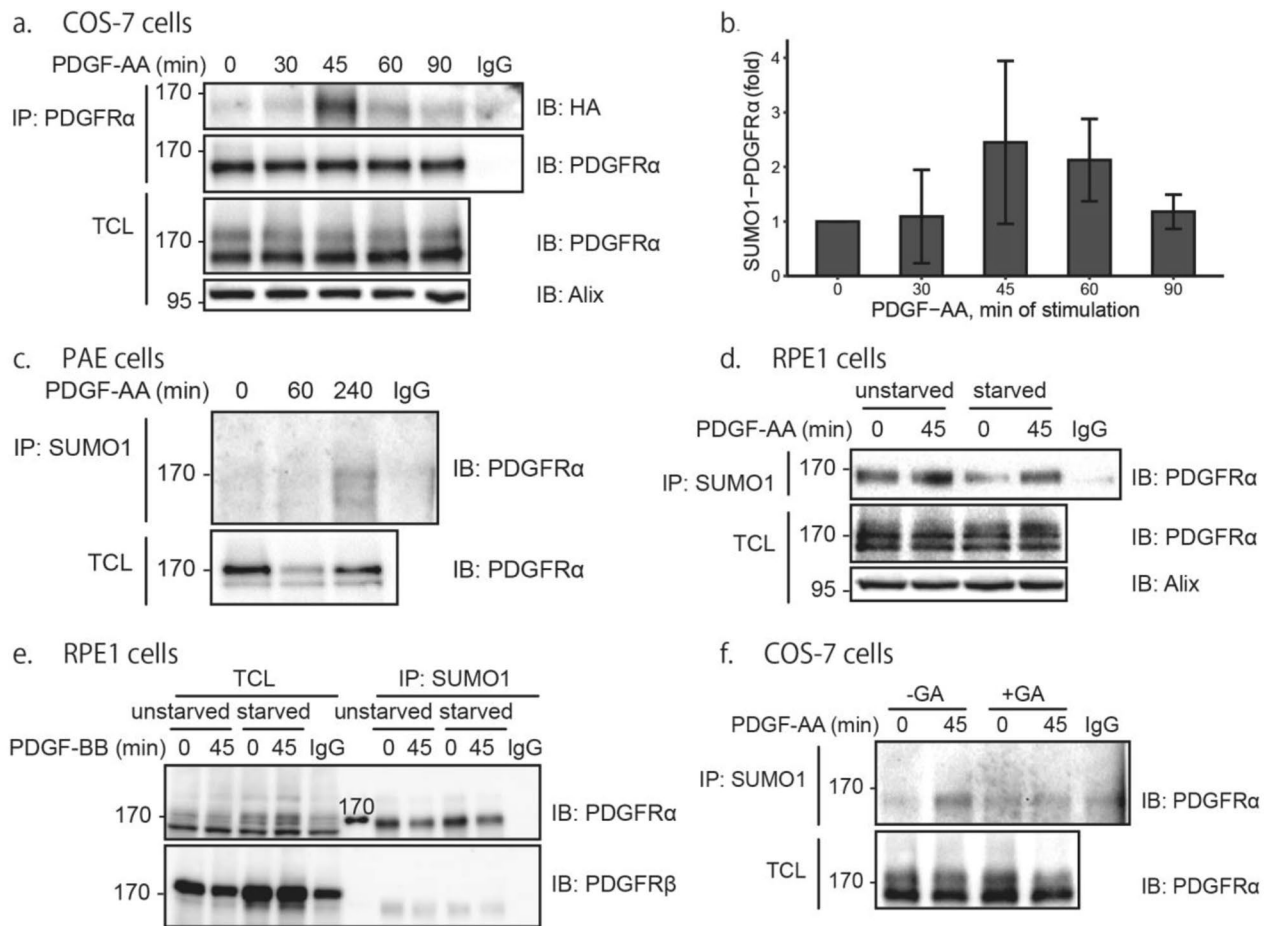 a. COS-7 cells
PDGF-AA (min) 0 30 45 60 90 IgG
IP: PDGFRα
170
IB: HA
170
IB: PDGFRα
TCL
170
IB: PDGFRα
95
IB: Alix
b.
SUMO1−PDGFRα (fold)
4
3
2
1
0
0 30 45 60 90
PDGF−AA, min of stimulation
c. PAE cells
PDGF-AA (min) 0 60 240 IgG
IP: SUMO1
170
IB: PDGFRα
TCL
170
IB: PDGFRα
d. RPE1 cells
unstarved starved
PDGF-AA (min) 0 45 0 45 IgG
IP: SUMO1
170
IB: PDGFRα
TCL
170
IB: PDGFRα
95
IB: Alix
e. RPE1 cells
TCL IP: SUMO1
unstarved starved unstarved starved
PDGF-BB (min) 0 45 0 45 IgG 0 45 0 45 IgG
170
170
IB: PDGFRα
170
IB: PDGFRβ
f. COS-7 cells
-GA +GA
PDGF-AA (min) 0 45 0 45 IgG
IP: SUMO1
170
IB: PDGFRα
TCL
170
IB: PDGFRα